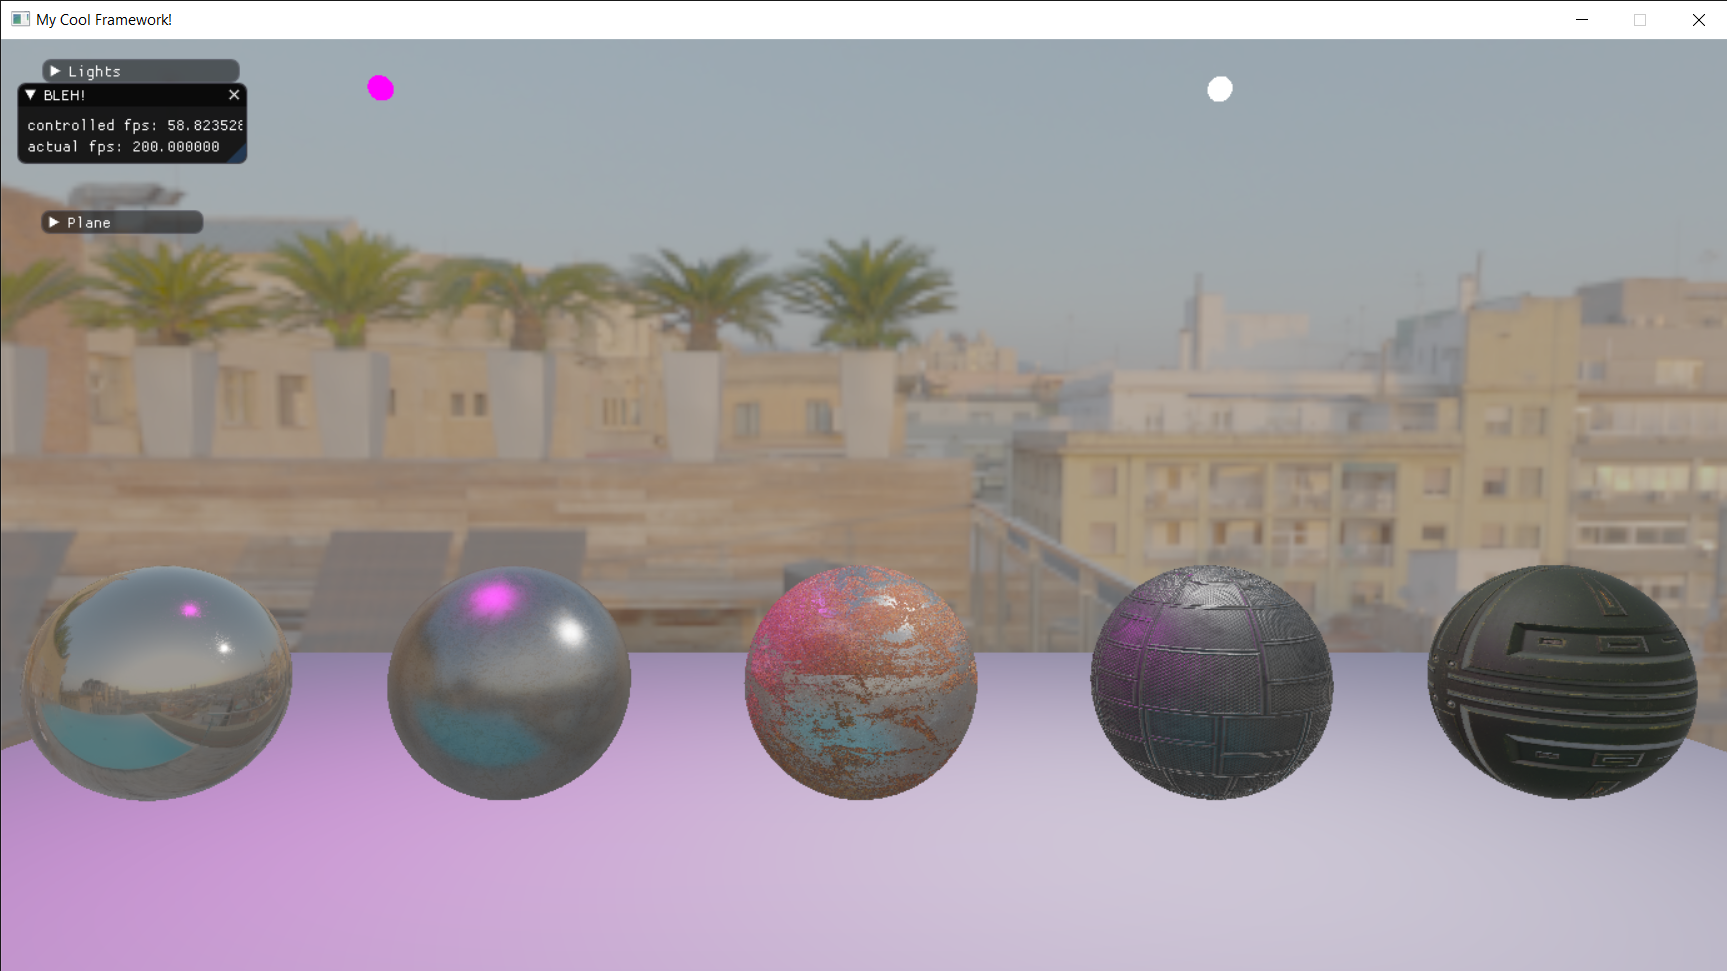 My Cool Framework!
Lights
BLEH!
controlled fps: 58.823528
actual fps: 200.000000
Plane